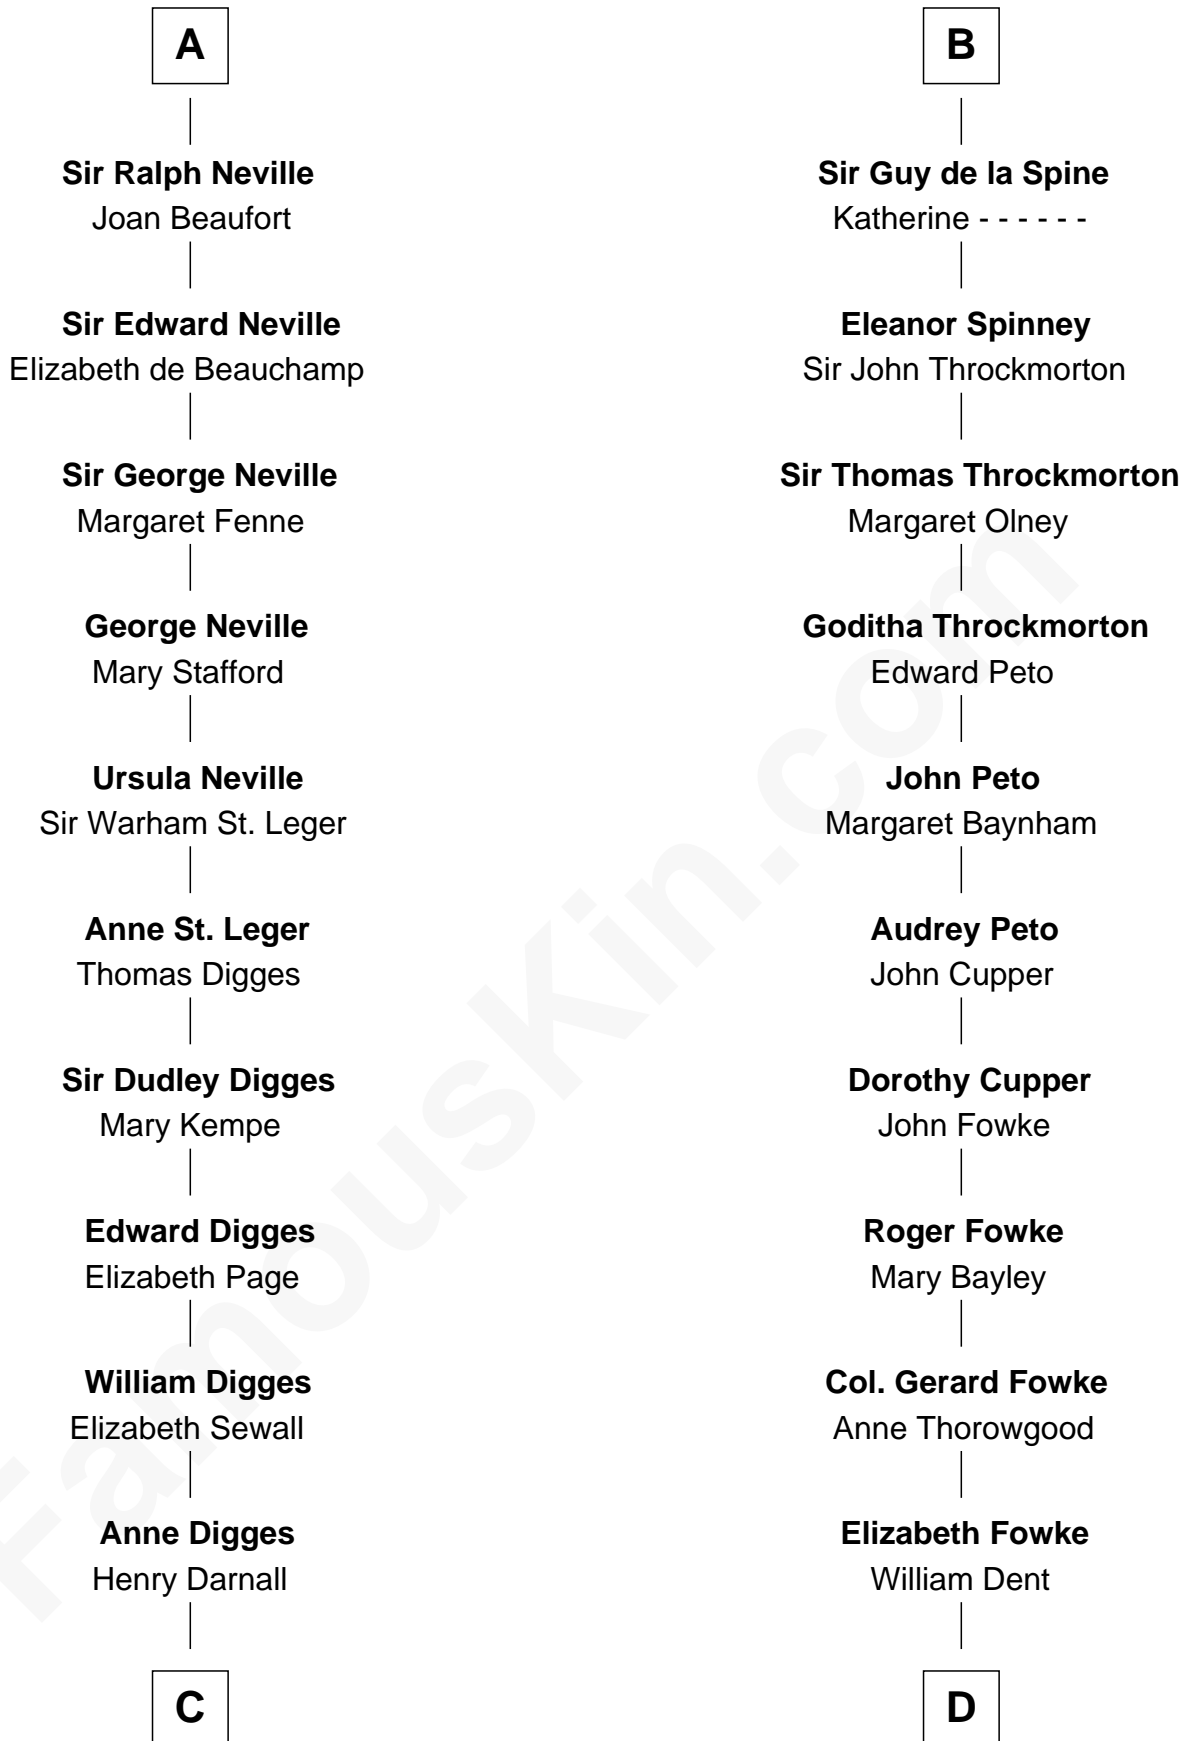 A
Sir Ralph Neville
Joan Beaufort
Sir Edward Neville
Elizabeth de Beauchamp
Sir George Neville
Margaret Fenne
George Neville
Mary Stafford
Ursula Neville
Sir Warham St. Leger
Anne St. Leger
Thomas Digges
Sir Dudley Digges
Mary Kempe
Edward Digges
Elizabeth Page
William Digges
Elizabeth Sewall
Anne Digges
Henry Darnall
C
B
Sir Guy de la Spine
Katherine - - - - - -
Eleanor Spinney
Sir John Throckmorton
Sir Thomas Throckmorton
Margaret Olney
Goditha Throckmorton
Edward Peto
John Peto
Margaret Baynham
Audrey Peto
John Cupper
Dorothy Cupper
John Fowke
Roger Fowke
Mary Bayley
Col. Gerard Fowke
Anne Thorowgood
Elizabeth Fowke
William Dent
D
FamousKin.com